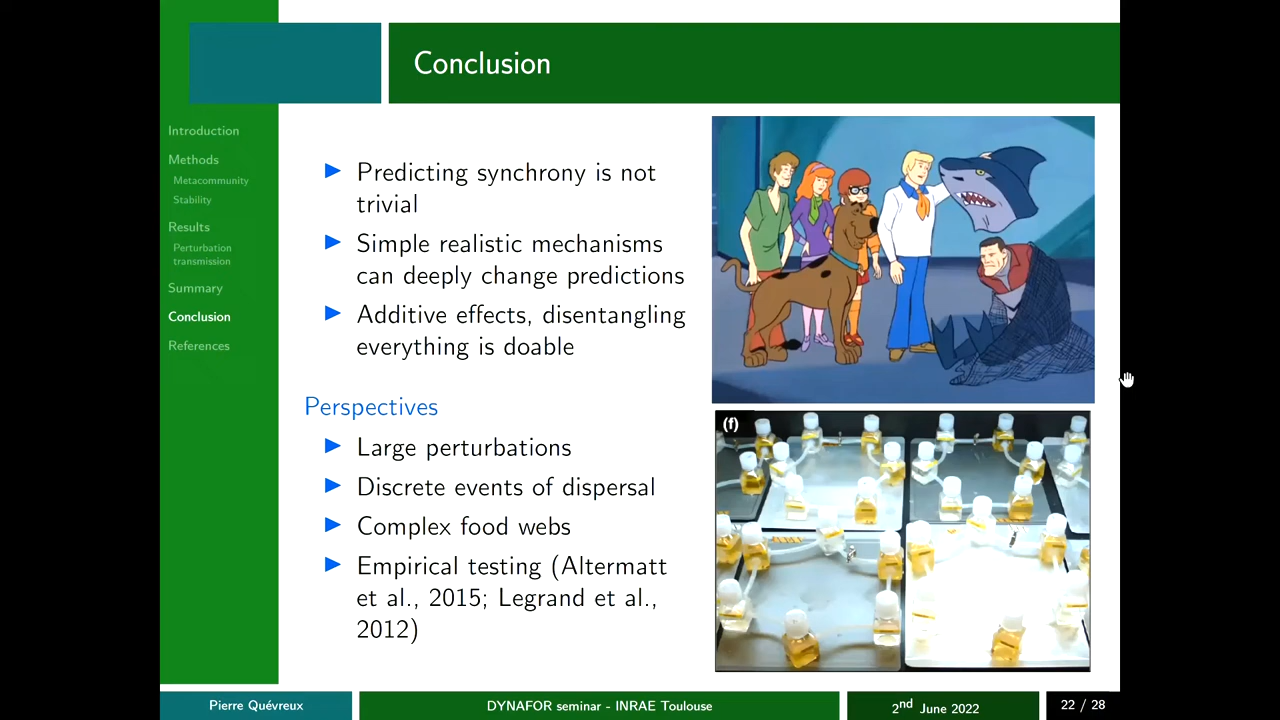 Conclusion
Introduction
Methods
Metacommunity
Stability
Results
Perturbation
transmission
Summary
Conclusion
References
Predicting synchrony is not
trivial
Simple realistic mechanisms
can deeply change predictions
Additive effects, disentangling
everything is doable
Perspectives
Large perturbations
Discrete events of dispersal
Complex food webs
Empirical testing (Altermatt
et al., 2015; Legrand et al.,
2012)
(f)
Pierre Quévreux
DYNAFOR seminar - INRAE Toulouse
2nd June 2022
22 / 28